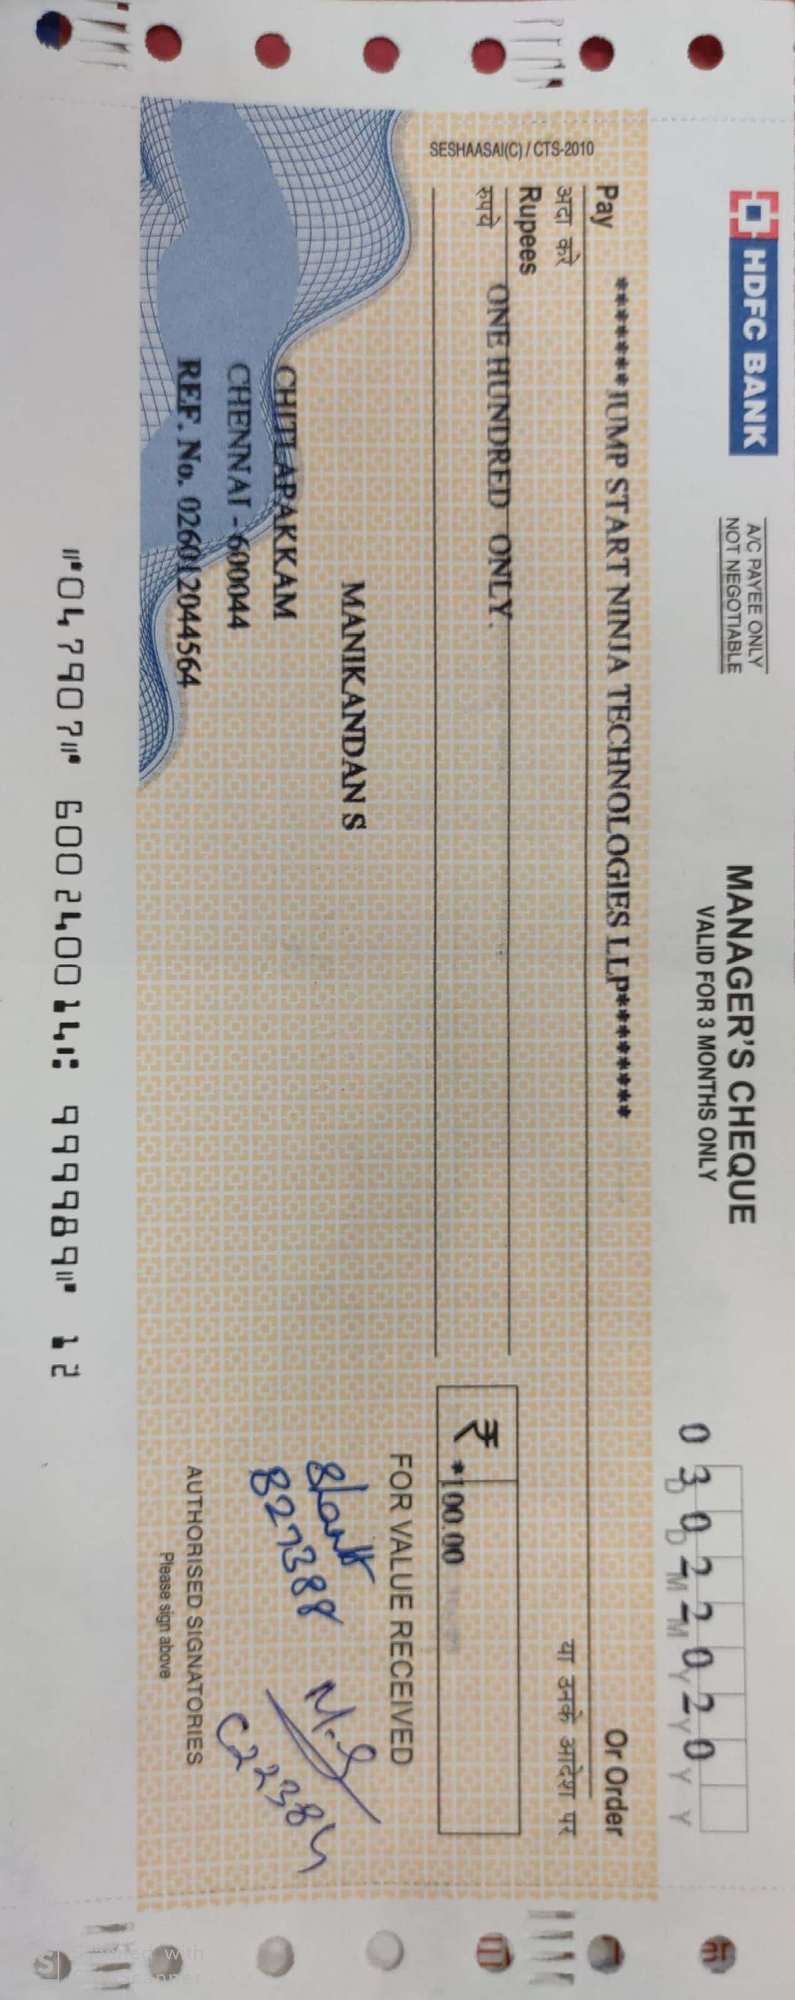 HDFC BANK
A/C PAYEE ONLY
NOT NEGOTIABLE
MANAGER'S CHEQUE
VALID FOR 3 MONTHS ONLY
0 3 0 2 2 0 2 0
D D M M Y Y Y Y
Pay *******JUMP START NINJA TECHNOLOGIES LLP******** Or Order
अदा करे या उनके आदेश पर
Rupees
रुपये ONE HUNDRED ONLY.
₹ *100.00
SESHAASAI(C) / CTS-2010
FOR VALUE RECEIVED
MANIKANDAN S
827388
C22384
CHITLAPAKKAM
CHENNAI - 600044
REF. No. 026012044564
AUTHORISED SIGNATORIES
Please sign above
⑈047907⑈ 600240014⑆ 999989⑈ 12